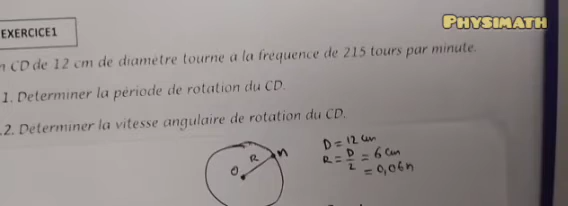 PHYSIMATH
EXERCICE1
n CD de 12 cm de diamètre tourne a la frequence de 215 tours par minute.
1. Determiner la période de rotation du CD.
.2. Déterminer la vitesse angulaire de rotation du CD.
D = 12 cm
R = D/2 = 6 cm
= 0,06 m
O R M